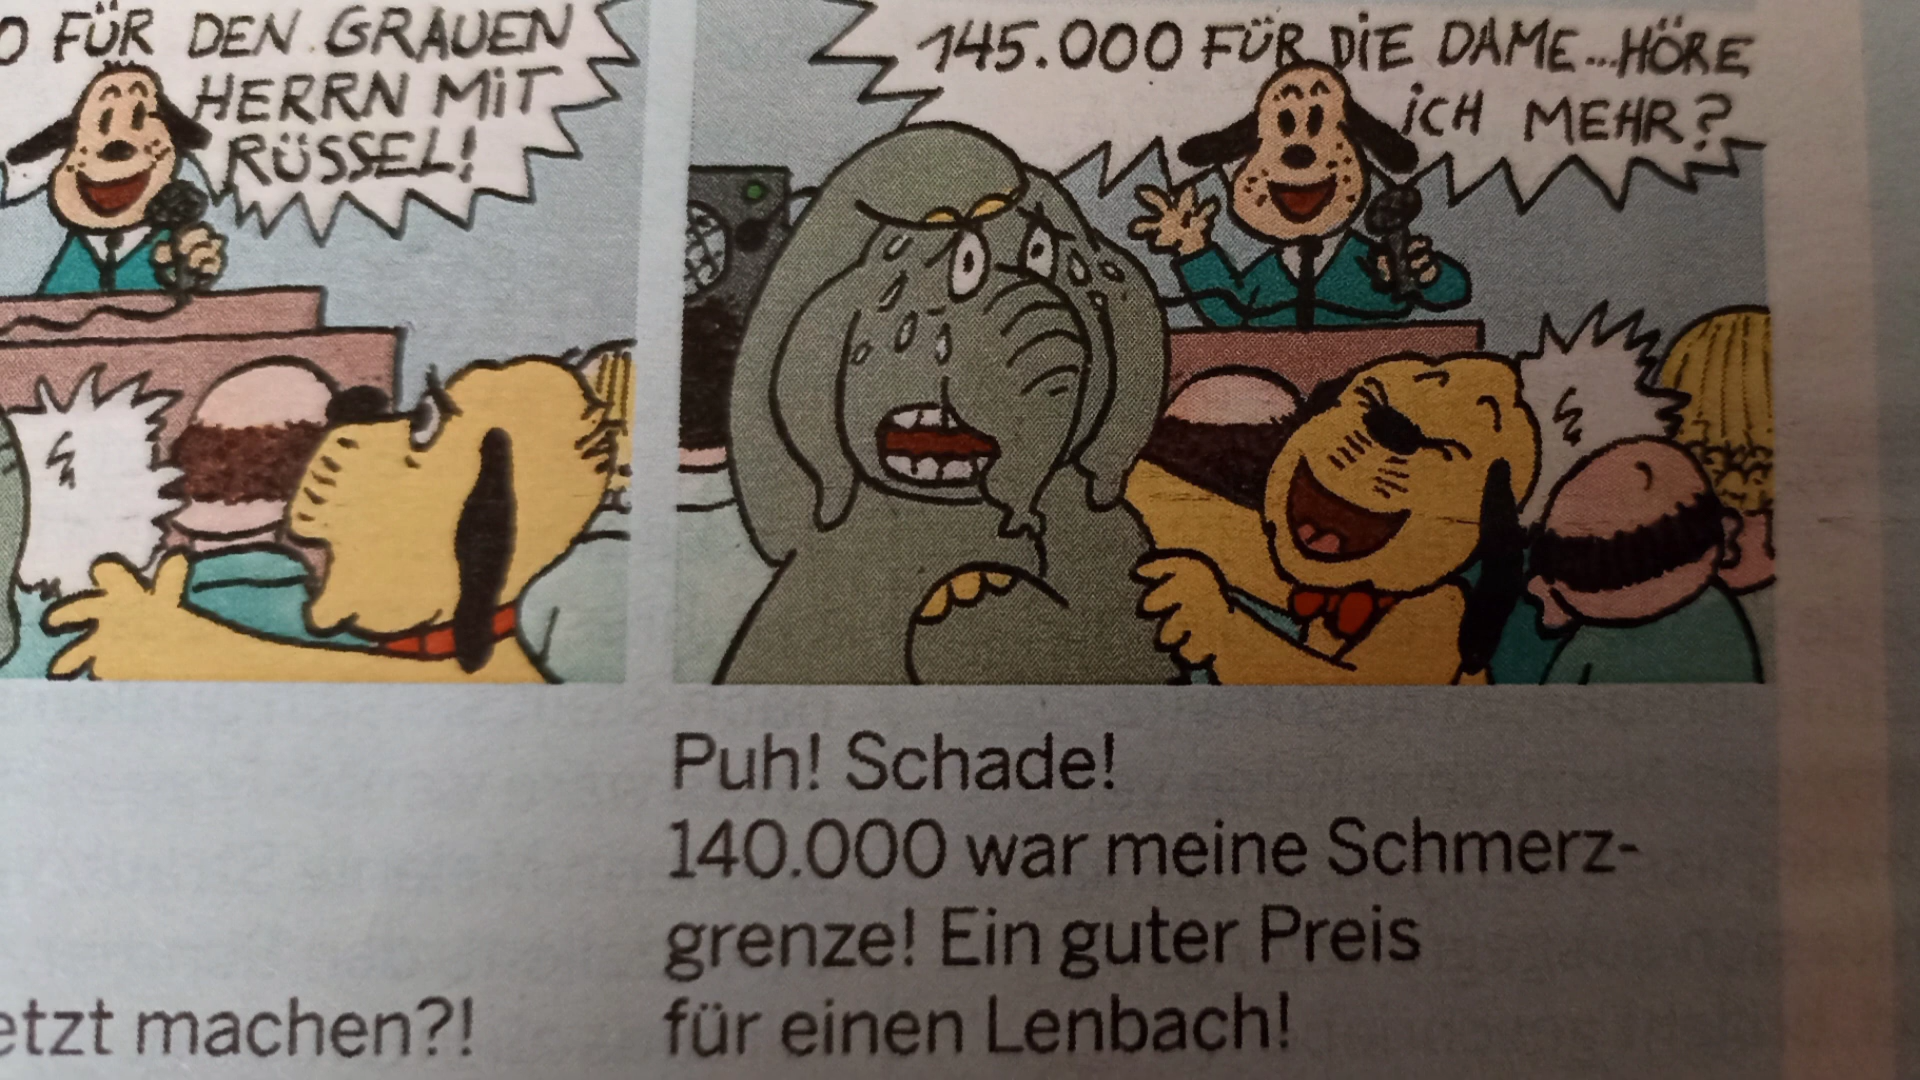 FÜR DEN GRAUEN
HERRN MIT
RÜSSEL!
145.000 FÜR DIE DAME...HÖRE
ICH MEHR?
etzt machen?!
Puh! Schade!
140.000 war meine Schmerz-
grenze! Ein guter Preis
für einen Lenbach!